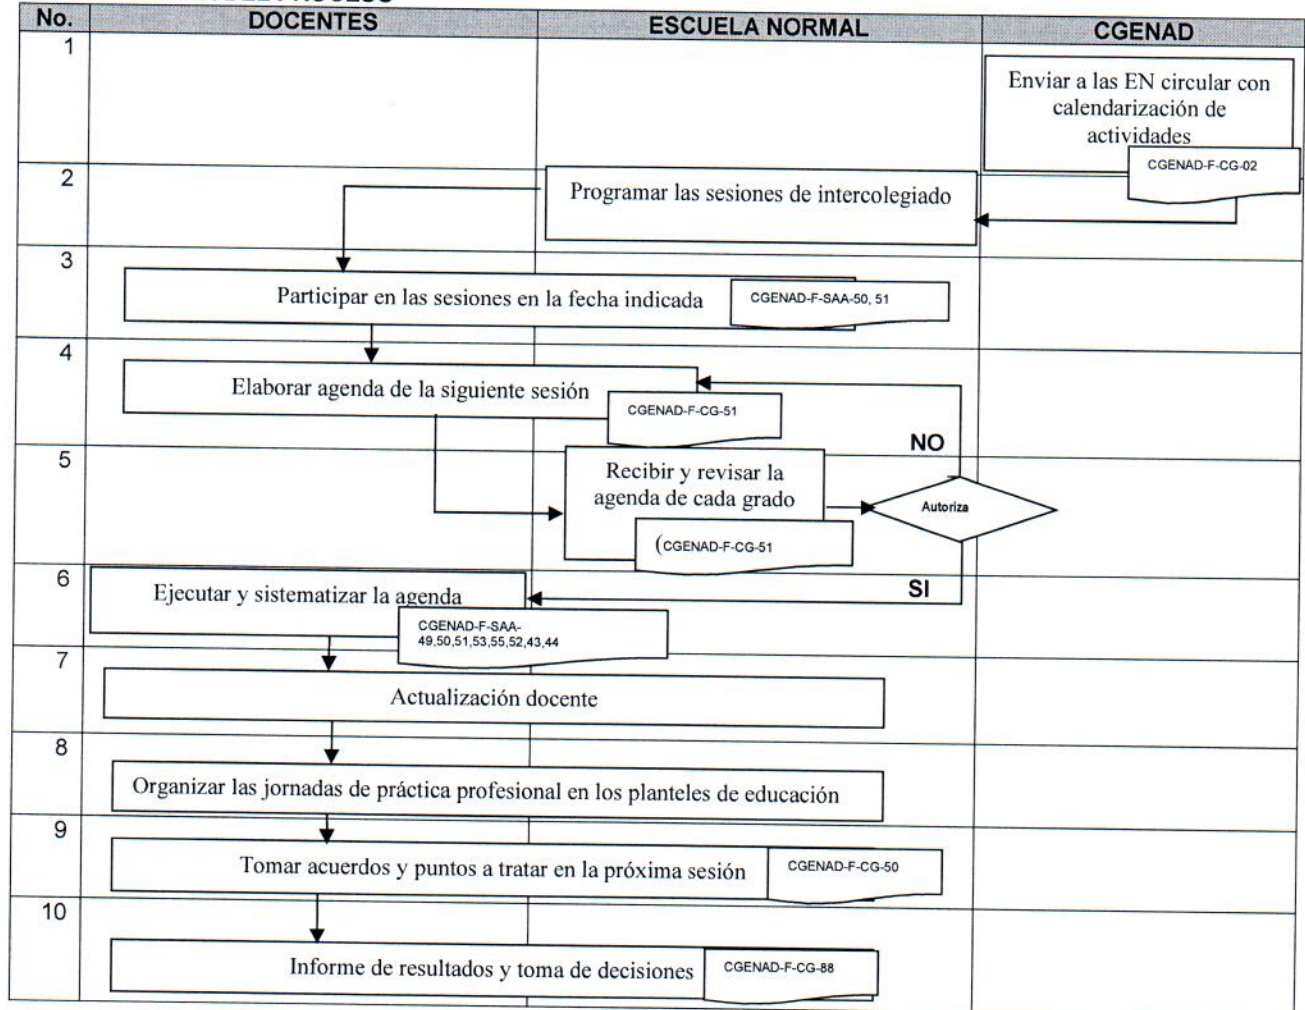 No. DOCENTES ESCUELA NORMAL CGENAD
1
Enviar a las EN circular con
calendarización de
actividades
CGENAD-F-CG-02
2
Programar las sesiones de intercolegiado
3
Participar en las sesiones en la fecha indicada
CGENAD-F-SAA-50, 51
4
Elaborar agenda de la siguiente sesión
CGENAD-F-CG-51
NO
5
Recibir y revisar la
agenda de cada grado
(CGENAD-F-CG-51
Autoriza
6
SI
Ejecutar y sistematizar la agenda
CGENAD-F-SAA-
49,50,51,53,55,52,43,44
7
Actualización docente
8
Organizar las jornadas de práctica profesional en los planteles de educación
9
Tomar acuerdos y puntos a tratar en la próxima sesión
CGENAD-F-CG-50
10
Informe de resultados y toma de decisiones
CGENAD-F-CG-88